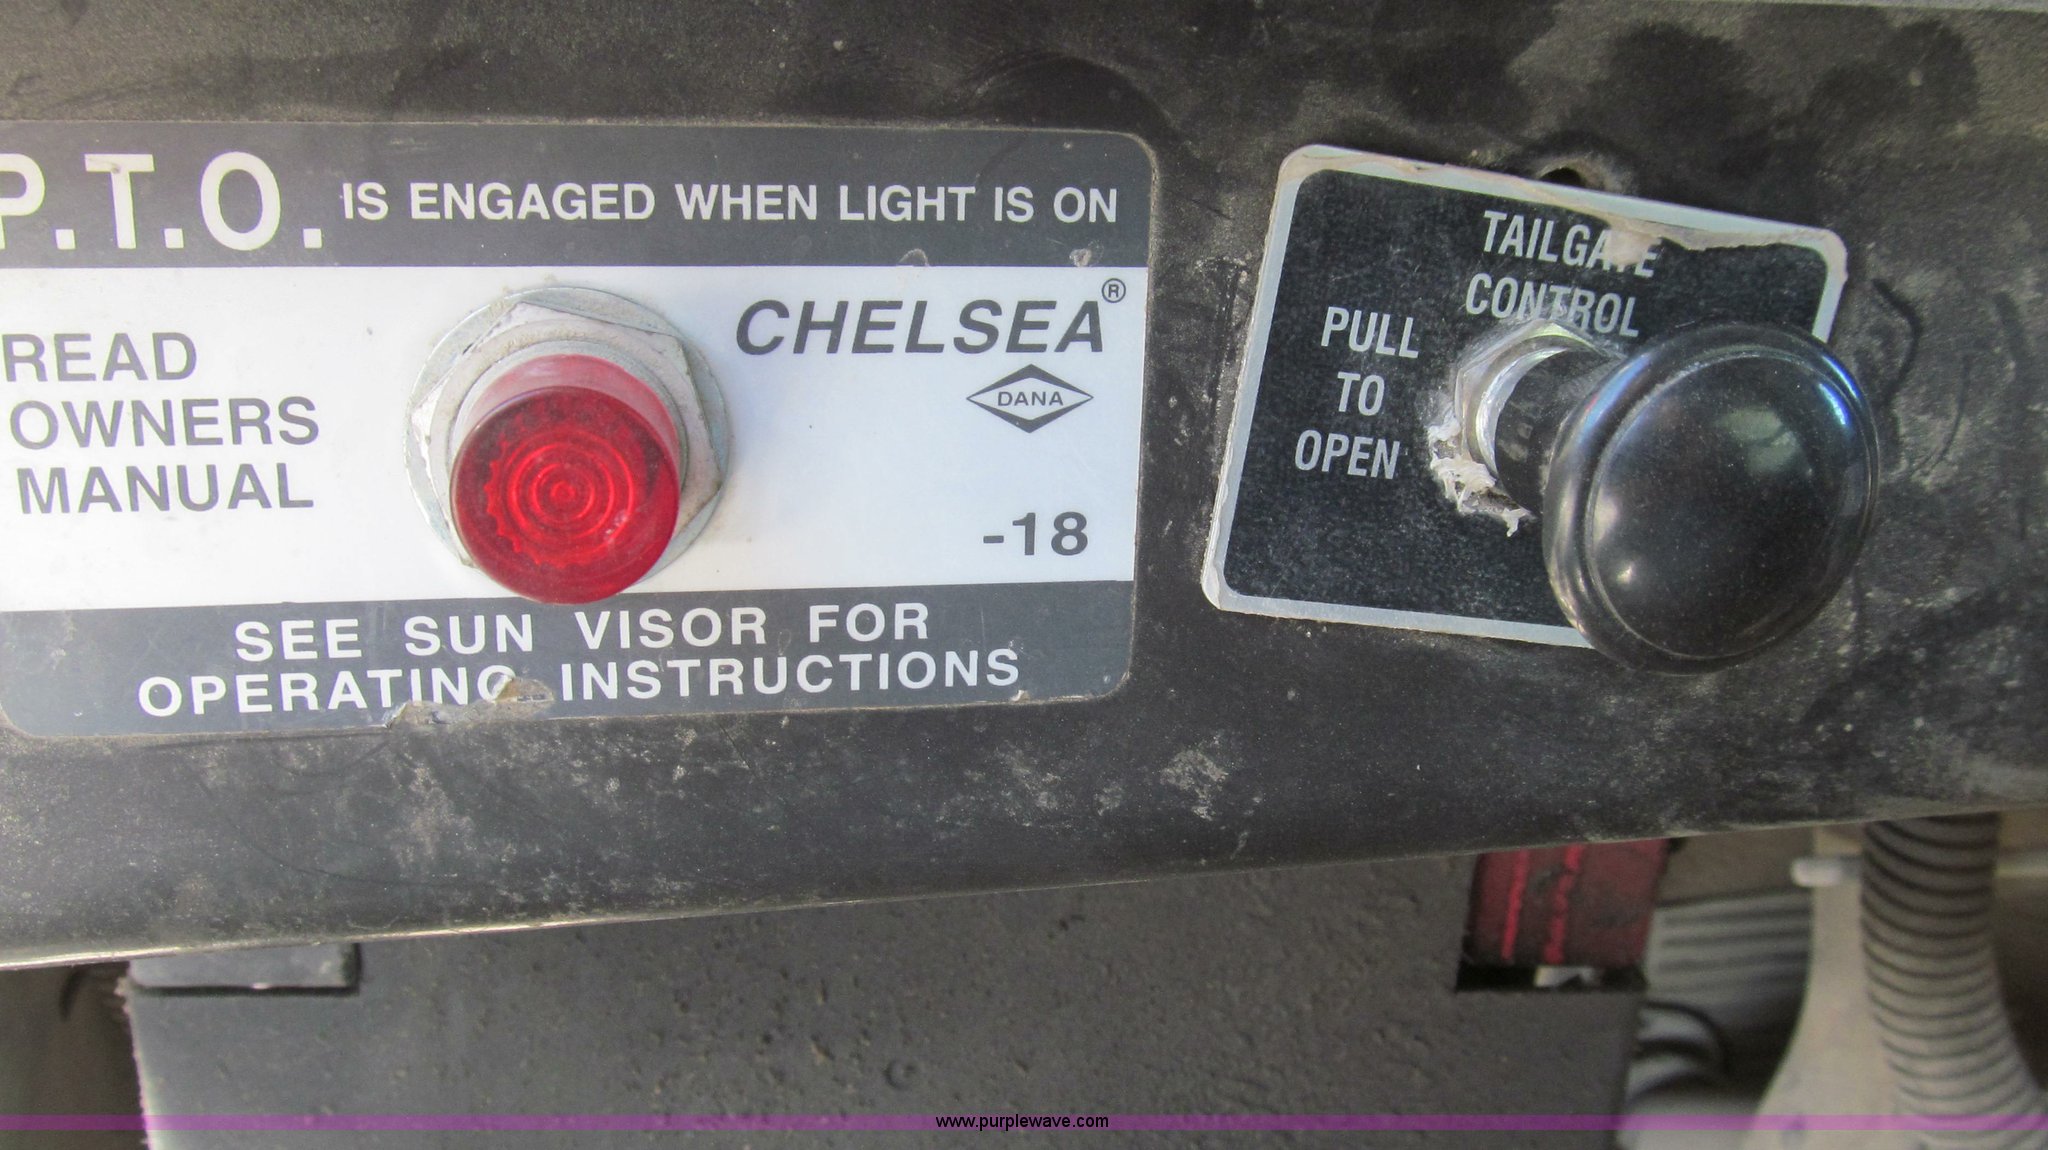 P.T.O. IS ENGAGED WHEN LIGHT IS ON
READ
OWNERS
MANUAL
CHELSEA®
DANA
-18
SEE SUN VISOR FOR
OPERATING INSTRUCTIONS
TAILGATE
CONTROL
PULL
TO
OPEN
www.purplewave.com